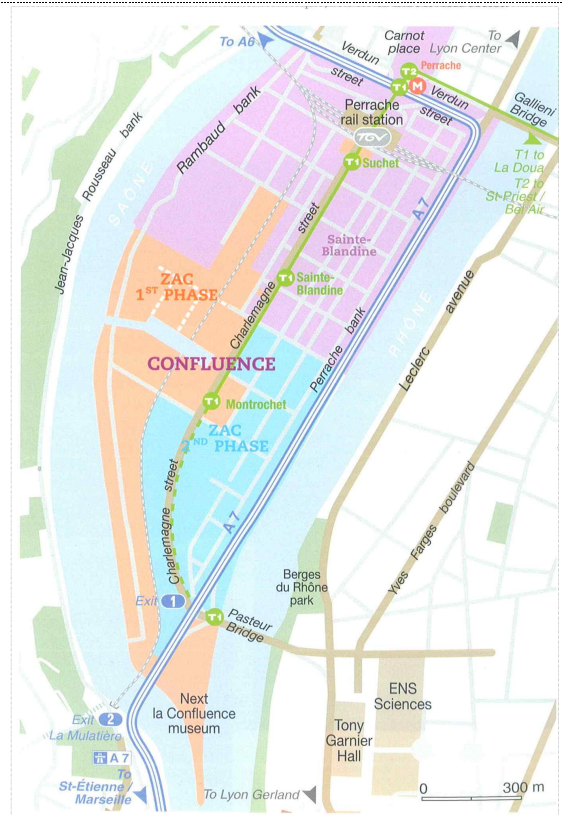 To A6
Verdun
street
Carnot
place
To
Lyon Center
T2
Perrache
T1
M
Verdun
street
Gallieni
Bridge
Perrache
rail station
TGV
T1
Suchet
T1 to
La Doua
T2 to
St-Priest /
Bel Air
Rambaud bank
Jean-Jacques Rousseau bank
SAÔNE
street
Sainte-
Blandine
A 7
ZAC
1ST PHASE
T1
Sainte-
Blandine
Charlemagne
Perrache bank
RHÔNE
Leclerc avenue
CONFLUENCE
T1
Montrochet
ZAC
2ND PHASE
Charlemagne street
A 7
Yves Farges boulevard
Exit 1
T1
Pasteur
Bridge
Berges
du Rhône
park
Exit 2
La Mulatière
A 7
To
St-Étienne /
Marseille
Next
la Confluence
museum
To Lyon Gerland
ENS
Sciences
Tony
Garnier
Hall
0 300 m